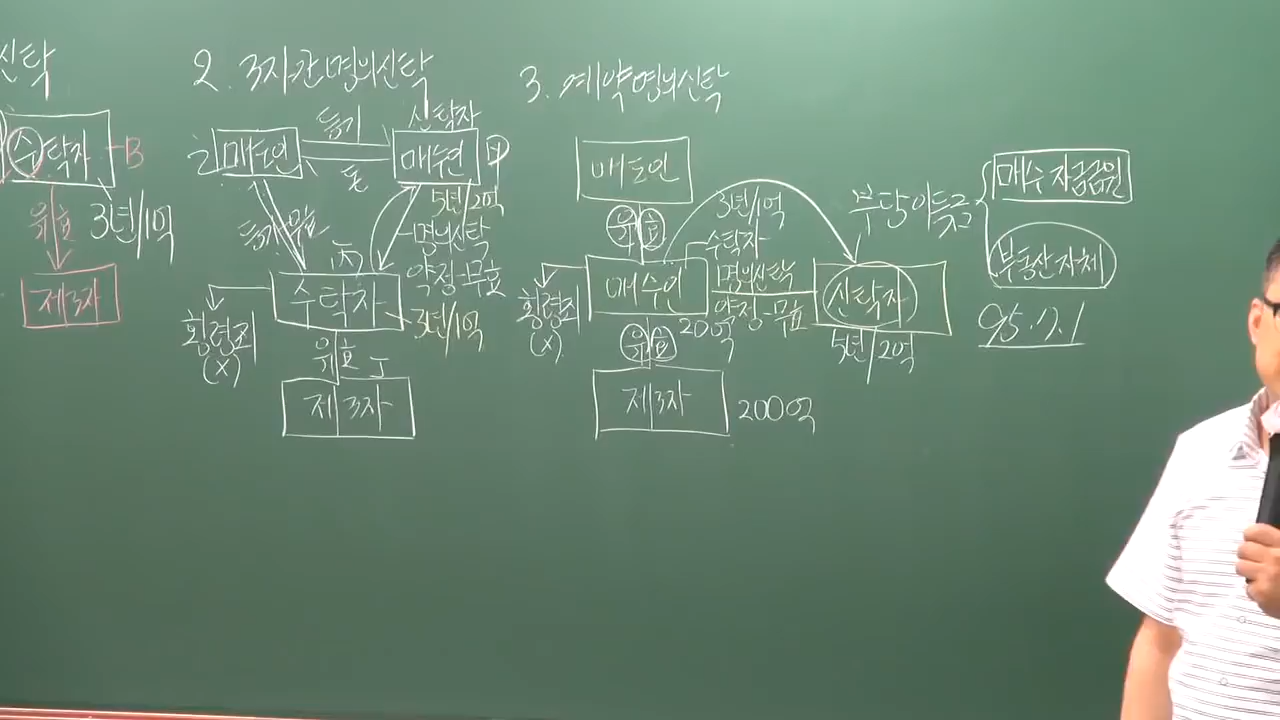 신탁
수탁자 - B
유효
3년/1억
제3자
2. 3자간명의신탁
매도인
등기
돈
신탁자
매수인
甲
등기 무효
5년/2억
명의신탁
약정-무효
丙
수탁자
3년/1억
횡령죄
(X)
유효
제3자
3. 계약명의신탁
매도인
유효
매수인
3년/1억
수탁자
명의신탁
약정-무효
신탁자
5년/2억
횡령죄
(X)
유효
200억
제3자
200억
부당이득금
매수자금
부동산자체
95.7.1